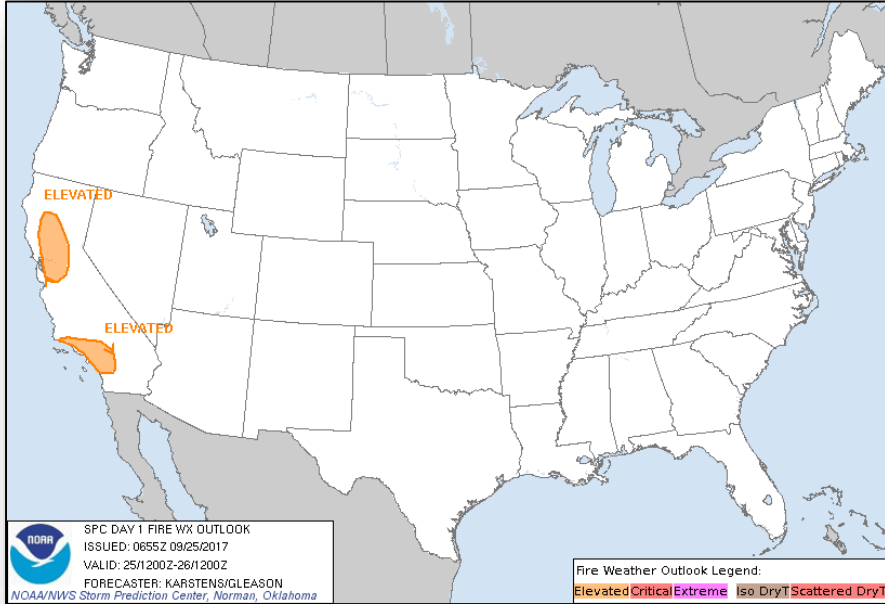 ELEVATED
ELEVATED
NOAA
SPC DAY 1 FIRE WX OUTLOOK
ISSUED: 0655Z 09/25/2017
VALID: 25/1200Z-26/1200Z
FORECASTER: KARSTENS/GLEASON
NOAA/NWS Storm Prediction Center, Norman, Oklahoma
Fire Weather Outlook Legend:
Elevated Critical Extreme Iso DryT Scattered DryT